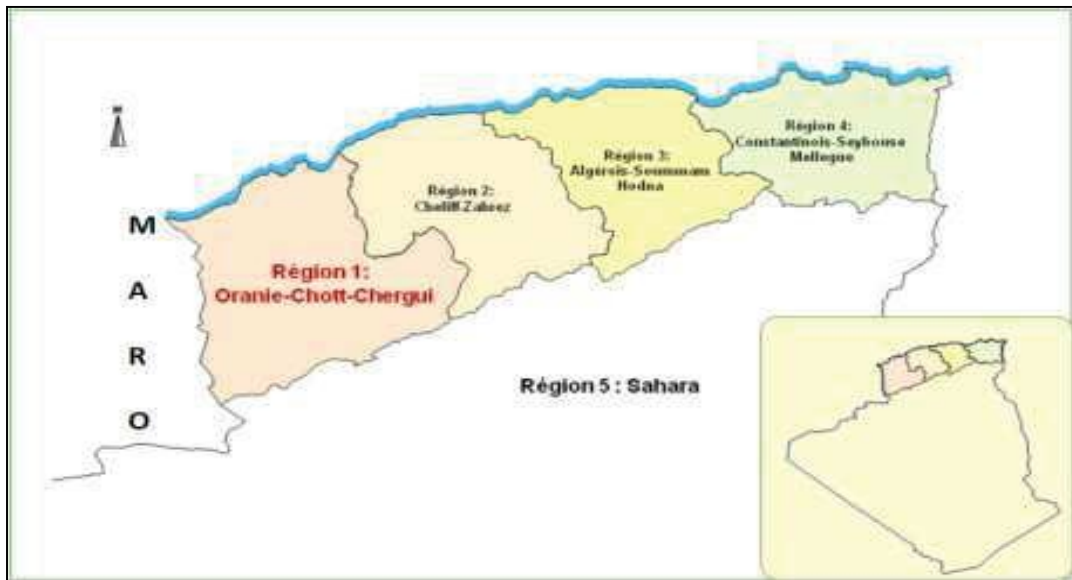 N
Région 4:
Constantinois-Seybouse
Mellegue
Région 3:
Algérois-Soummam
Hodna
Région 2:
Cheliff-Zahrez
M
A
R
O
Région 1:
Oranie-Chott-Chergui
Région 5 : Sahara